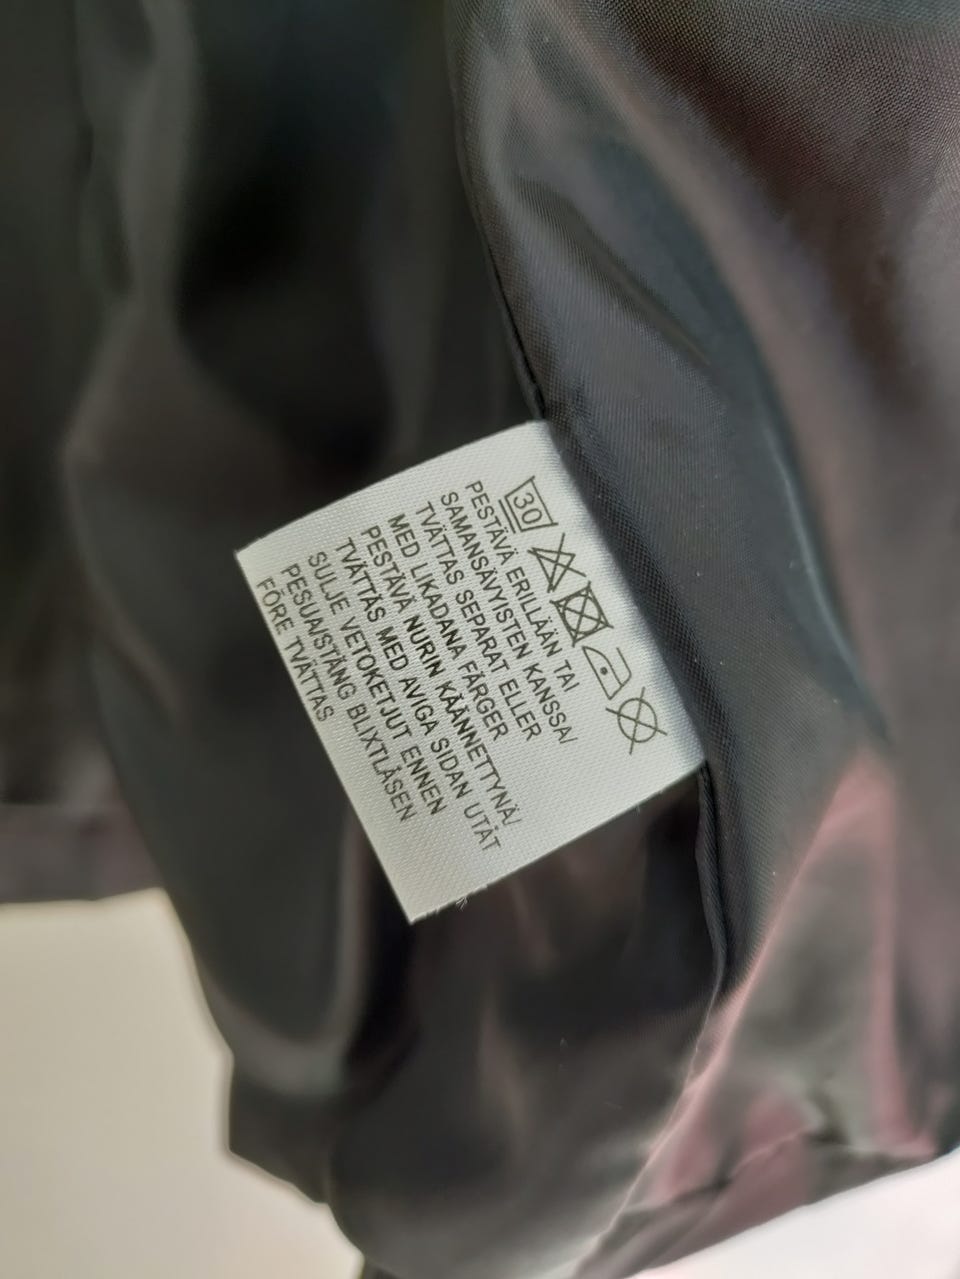 30
PESTÄVÄ ERILLÄÄN TAI
SAMANSÄVYISTEN KANSSA/
TVÄTTAS SEPARAT ELLER
MED LIKADANA FÄRGER
PESTÄVÄ NURIN KÄÄNNETTYNÄ/
TVÄTTAS MED AVIGA SIDAN UTÅT
SULJE VETOKETJUT ENNEN
PESUA/STÄNG BLIXTLÅSEN
FÖRE TVÄTTAS